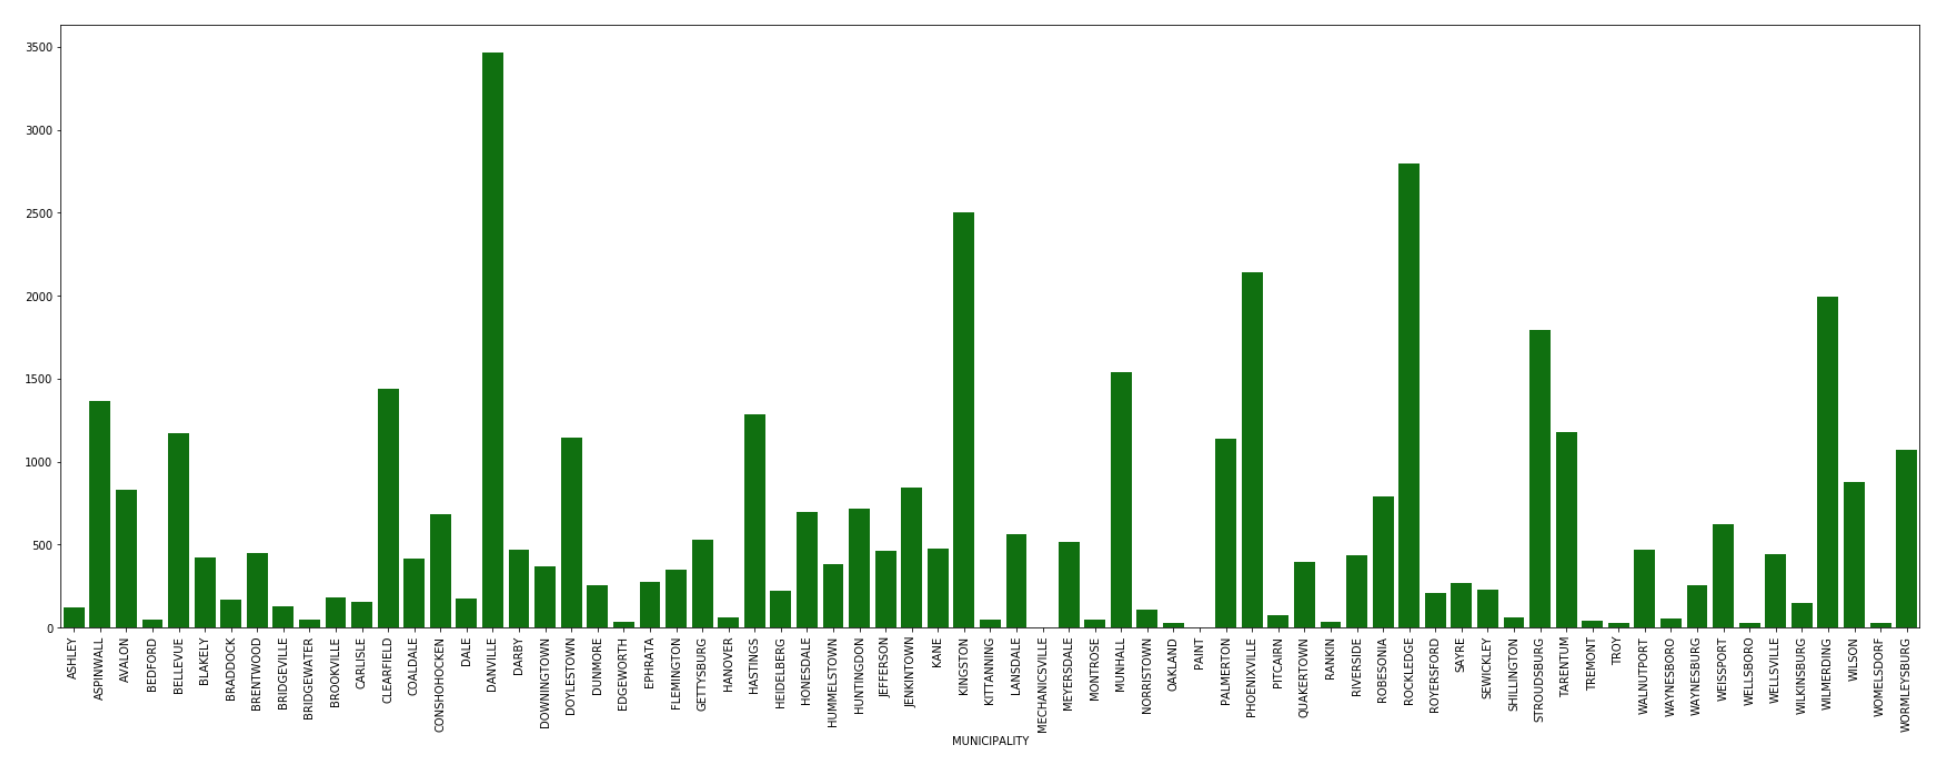 3500
3000
2500
2000
1500
1000
500
0
ASHLEY
ASPINWALL
AVALON
BEDFORD
BELLEVUE
BLAKELY
BRADDOCK
BRENTWOOD
BRIDGEVILLE
BRIDGEWATER
BROOKVILLE
CARLISLE
CLEARFIELD
COALDALE
CONSHOHOCKEN
DALE
DANVILLE
DARBY
DOWNINGTOWN
DOYLESTOWN
DUNMORE
EDGEWORTH
EPHRATA
FLEMINGTON
GETTYSBURG
HANOVER
HASTINGS
HEIDELBERG
HONESDALE
HUMMELSTOWN
HUNTINGDON
JEFFERSON
JENKINTOWN
KANE
KINGSTON
KITTANNING
LANSDALE
MECHANICSVILLE
MEYERSDALE
MONTROSE
MUNHALL
NORRISTOWN
OAKLAND
PAINT
PALMERTON
PHOENIXVILLE
PITCAIRN
QUAKERTOWN
RANKIN
RIVERSIDE
ROBESONIA
ROCKLEDGE
ROYERSFORD
SAYRE
SEWICKLEY
SHILLINGTON
STROUDSBURG
TARENTUM
TREMONT
TROY
WALNUTPORT
WAYNESBORO
WAYNESBURG
WEISSPORT
WELLSBORO
WELLSVILLE
WILKINSBURG
WILMERDING
WILSON
WOMELSDORF
WORMLEYSBURG
MUNICIPALITY